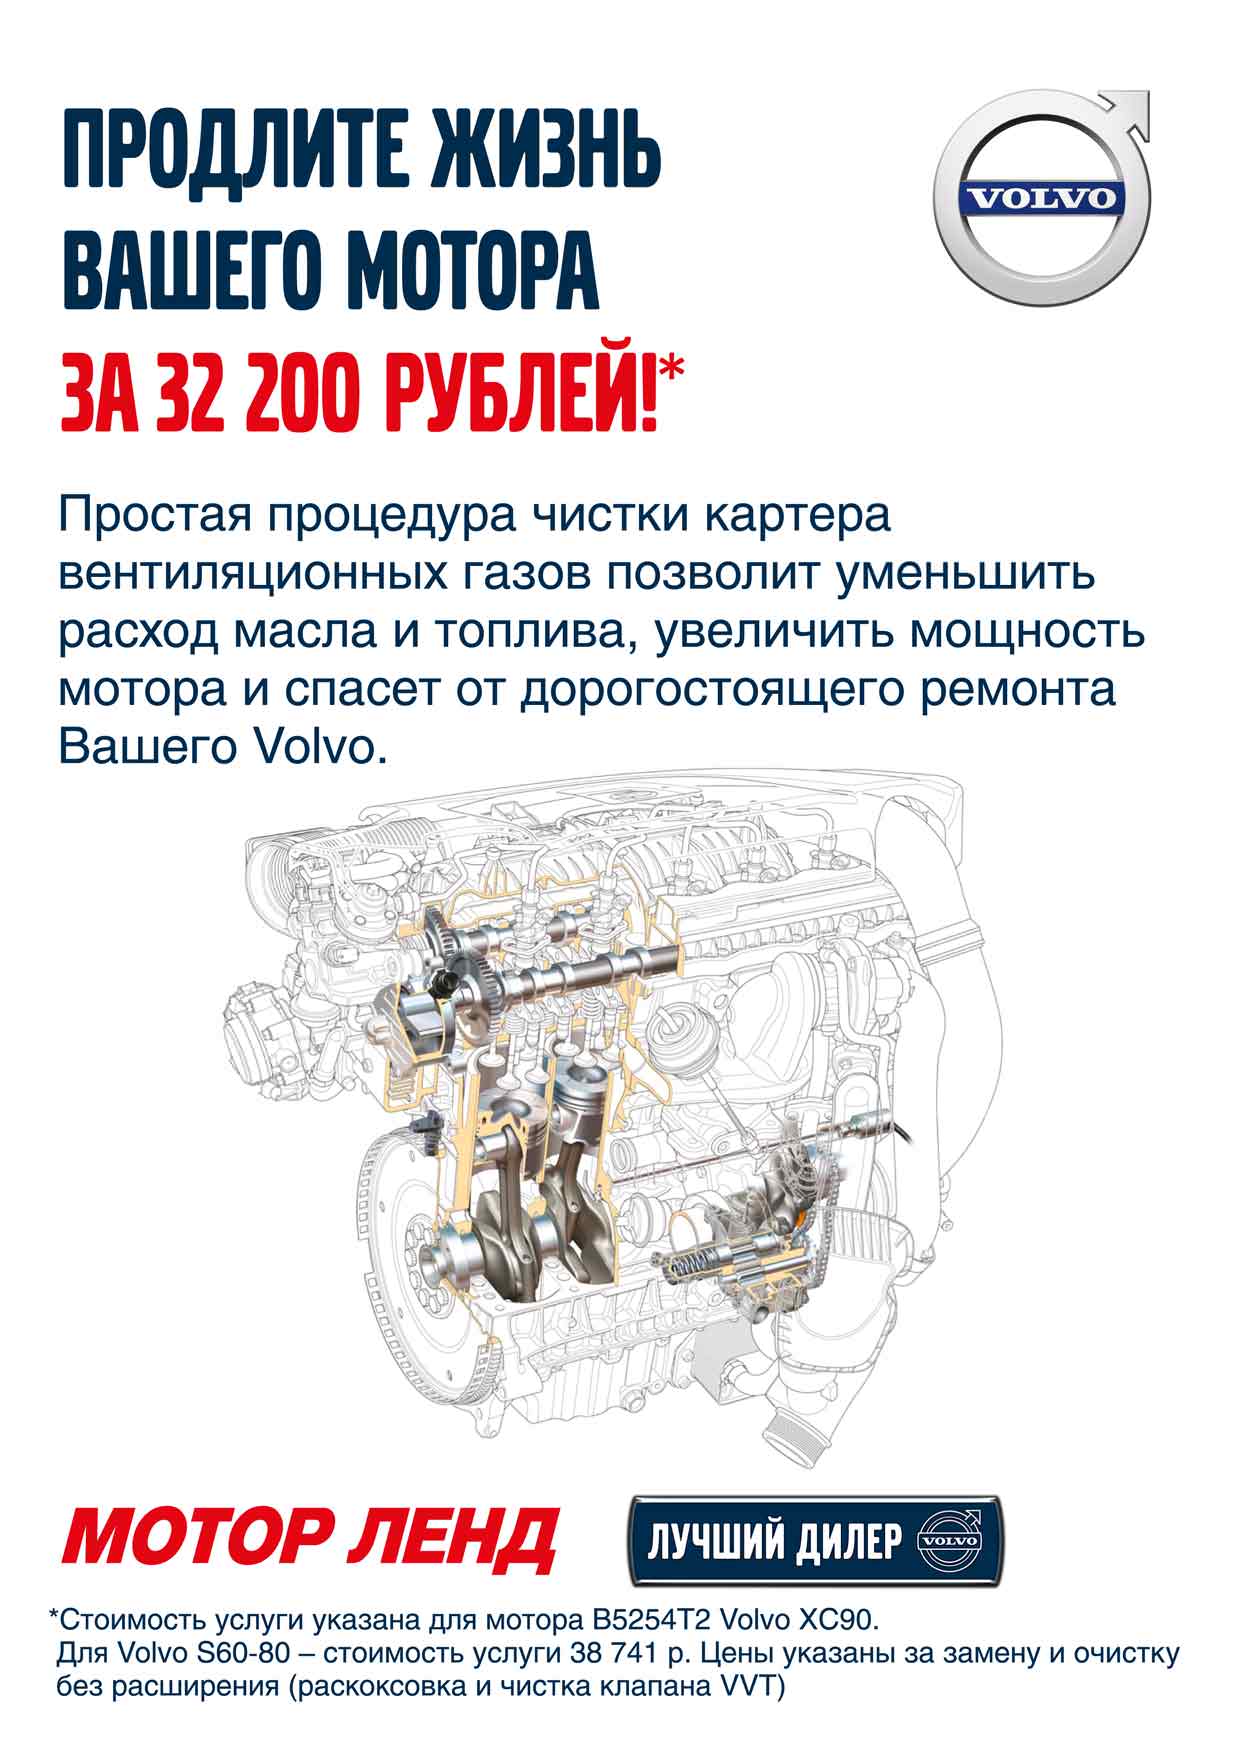 ПРОДЛИТЕ ЖИЗНЬ
ВАШЕГО МОТОРА
ЗА 32 200 РУБЛЕЙ!*
VOLVO
Простая процедура чистки картера
вентиляционных газов позволит уменьшить
расход масла и топлива, увеличить мощность
мотора и спасет от дорогостоящего ремонта
Вашего Volvo.
МОТОР ЛЕНД
ЛУЧШИЙ ДИЛЕР VOLVO
*Стоимость услуги указана для мотора B5254T2 Volvo XC90.
Для Volvo S60-80 – стоимость услуги 38 741 р. Цены указаны за замену и очистку
без расширения (раскоксовка и чистка клапана VVT)